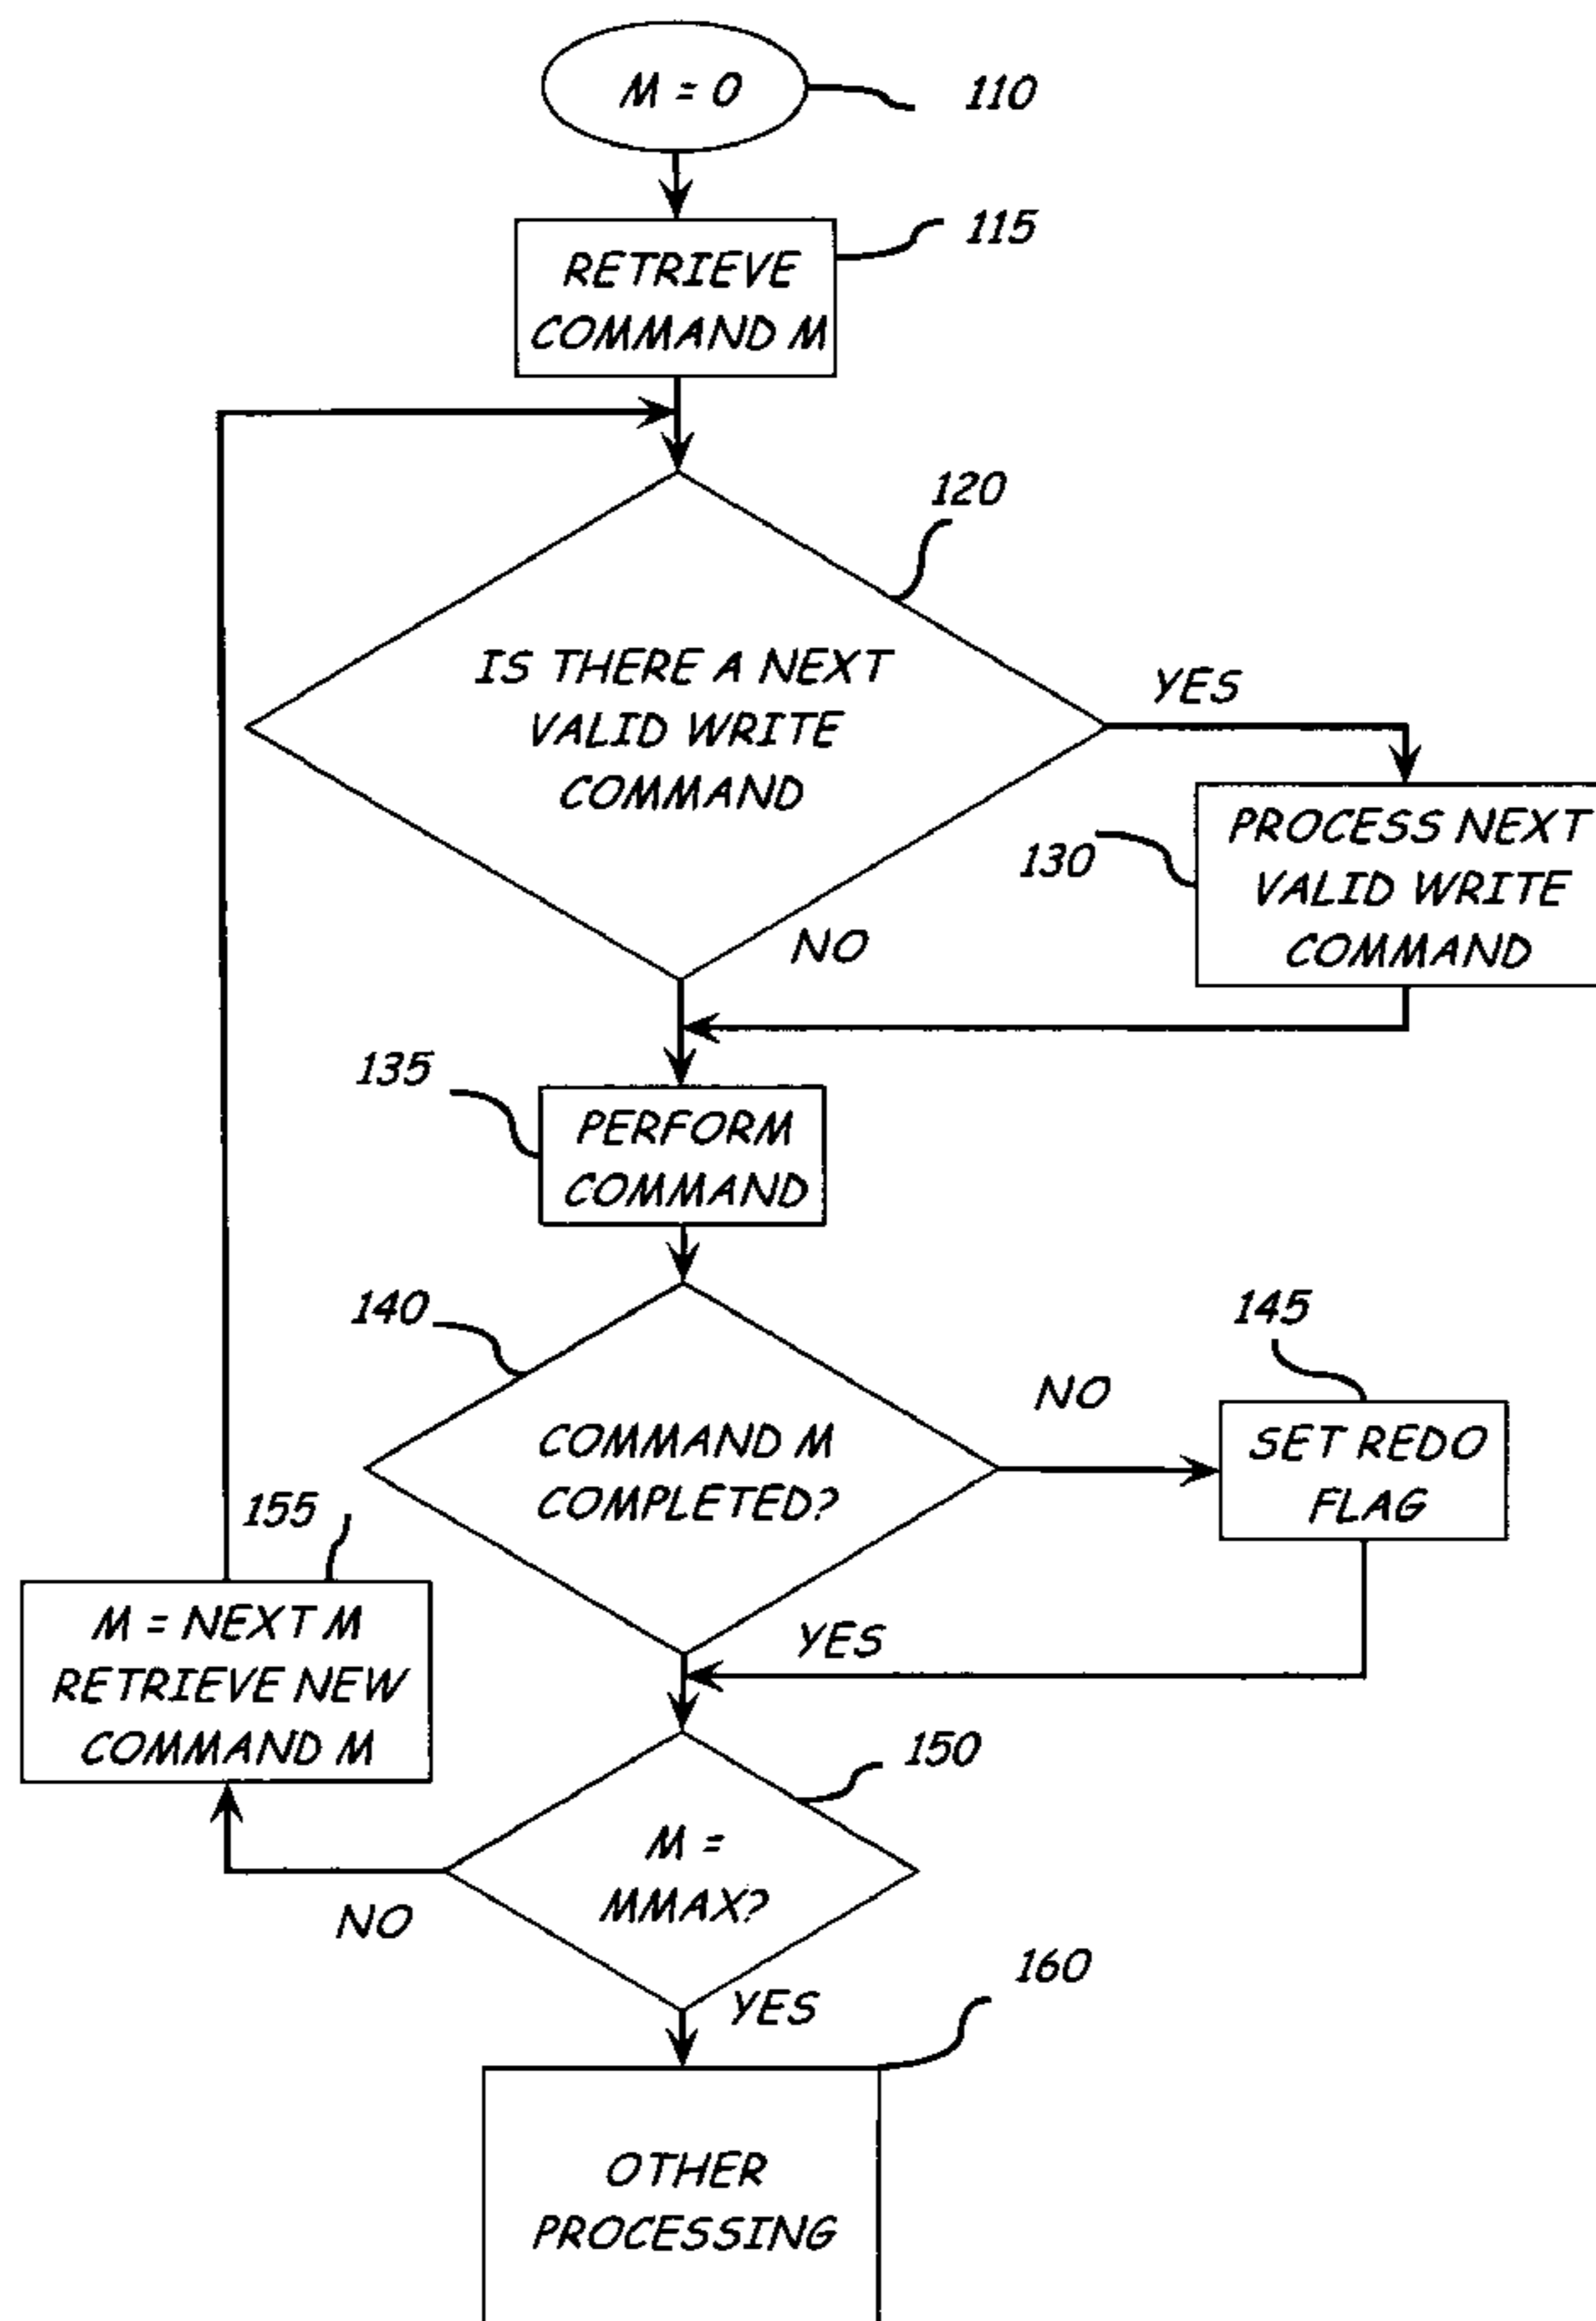 M = 0
110
115
RETRIEVE
COMMAND M
120
IS THERE A NEXT
VALID WRITE
COMMAND
YES
130
PROCESS NEXT
VALID WRITE
COMMAND
NO
135
PERFORM
COMMAND
140
145
NO
COMMAND M
COMPLETED?
SET REDO
FLAG
155
M = NEXT M
RETRIEVE NEW
COMMAND M
YES
150
M =
MMAX?
NO
160
YES
OTHER
PROCESSING